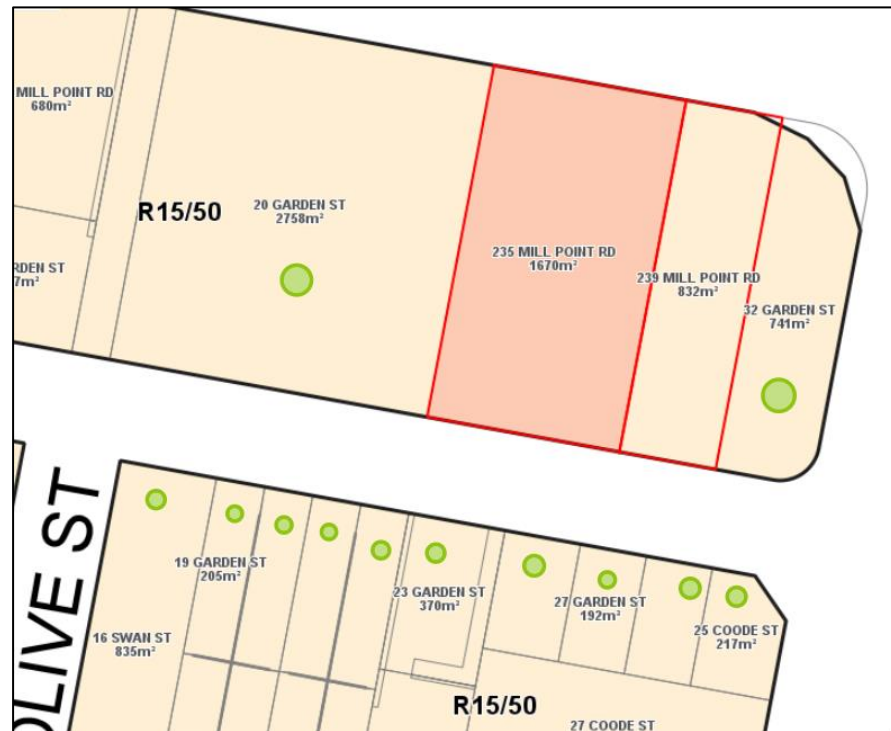 MILL POINT RD
680m²
R15/50
20 GARDEN ST
2758m²
235 MILL POINT RD
1670m²
239 MILL POINT RD
832m²
32 GARDEN ST
741m²
RDEN ST
7m²
OLIVE ST
19 GARDEN ST
205m²
23 GARDEN ST
370m²
27 GARDEN ST
192m²
25 COODE ST
217m²
16 SWAN ST
835m²
R15/50
27 COODE ST